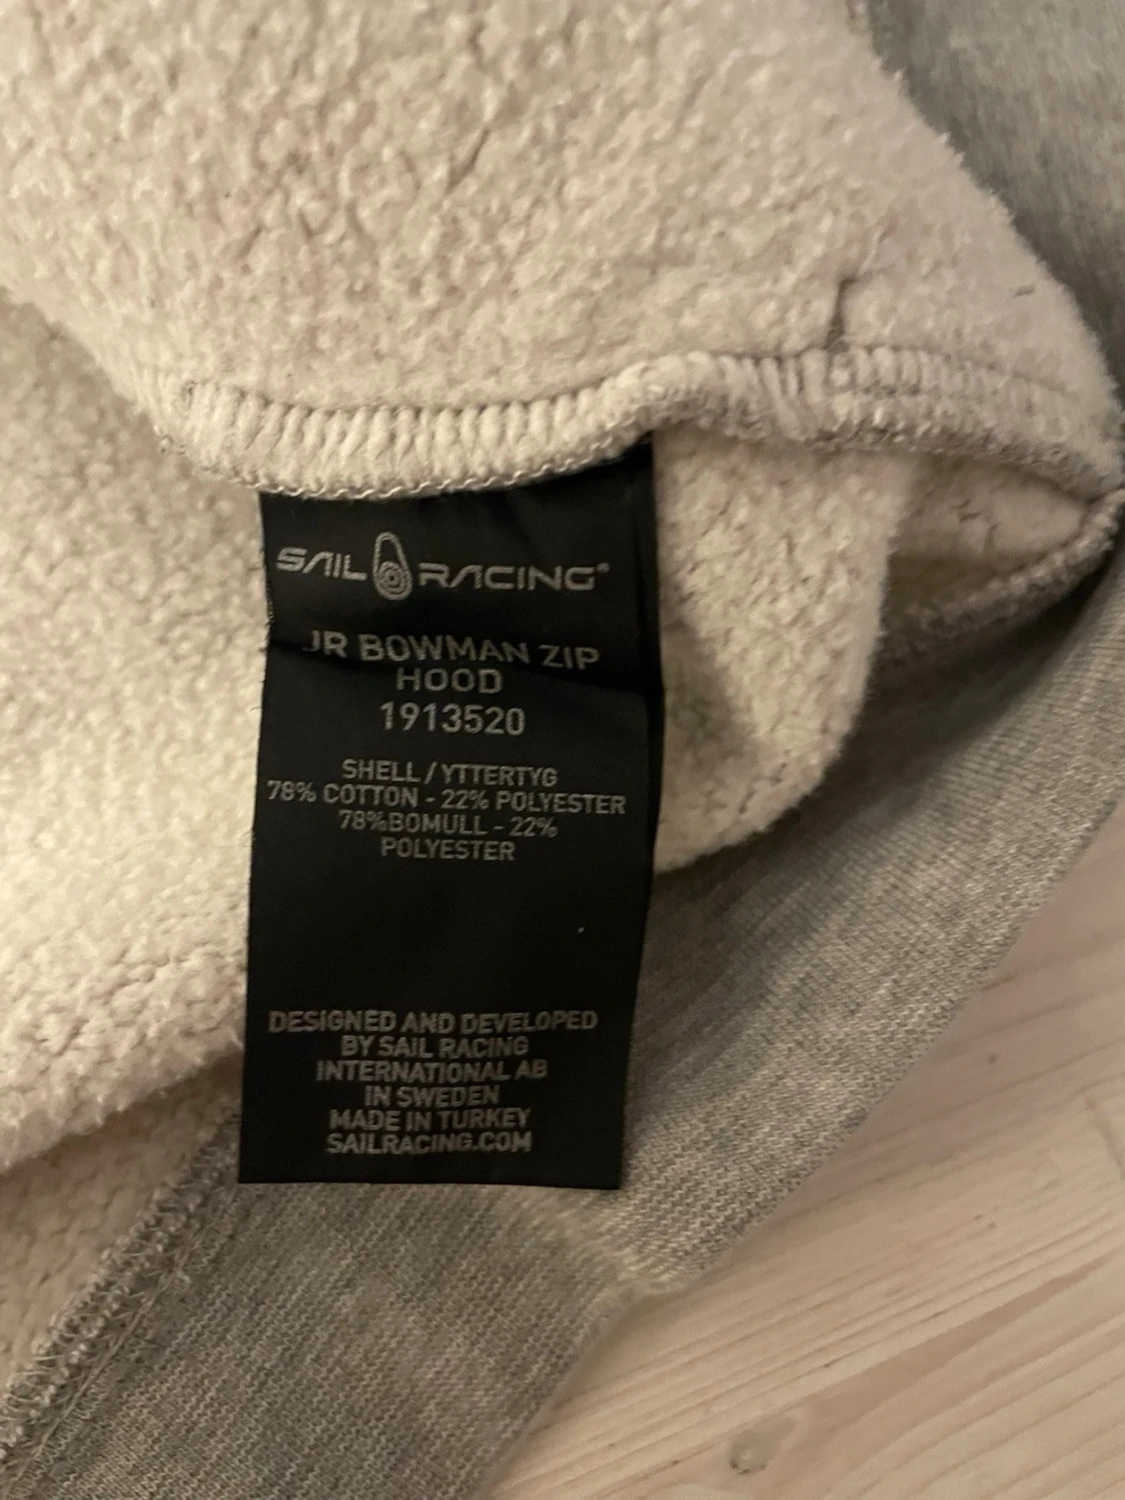 SAIL RACING®
JR BOWMAN ZIP
HOOD
1913520
SHELL / YTTERTYG
78% COTTON - 22% POLYESTER
78%BOMULL - 22%
POLYESTER
DESIGNED AND DEVELOPED
BY SAIL RACING
INTERNATIONAL AB
IN SWEDEN
MADE IN TURKEY
SAILRACING.COM